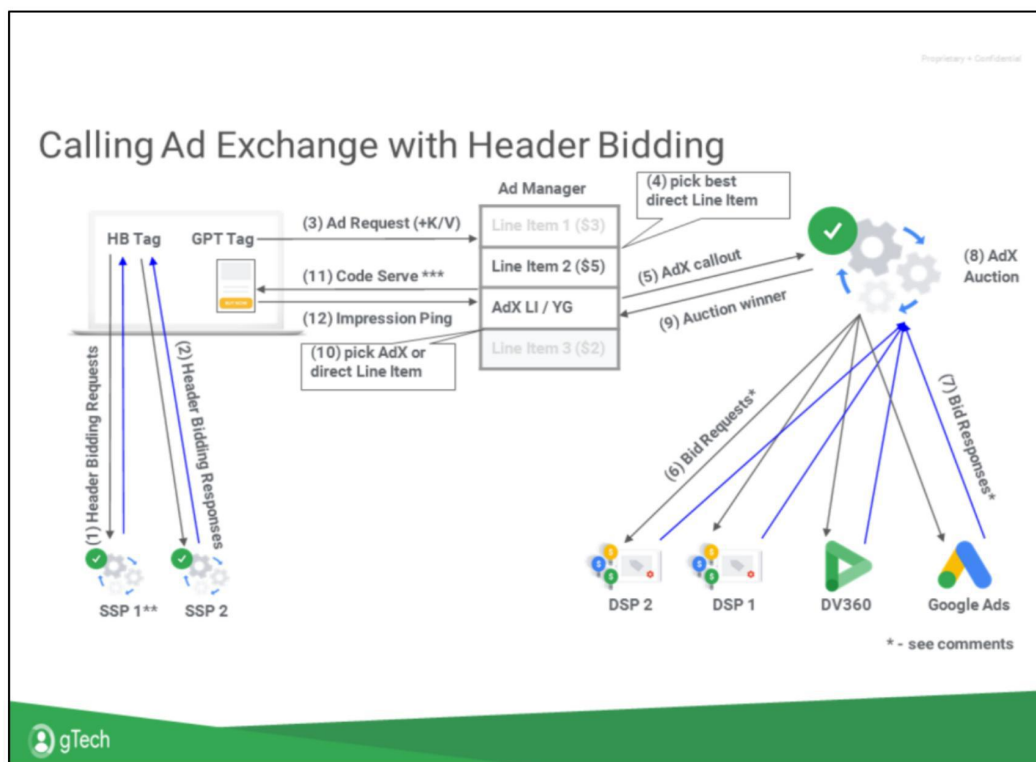 Proprietary + Confidential
Calling Ad Exchange with Header Bidding
Ad Manager
(4) pick best
direct Line Item
HB Tag
GPT Tag
(3) Ad Request (+K/V)
Line Item 1 ($3)
(8) AdX
Auction
Line Item 2 ($5)
(5) AdX callout
(11) Code Serve ***
AdX LI / YG
(9) Auction winner
(12) Impression Ping
(10) pick AdX or
direct Line Item
Line Item 3 ($2)
(1) Header Bidding Requests
(2) Header Bidding Responses
(6) Bid Requests*
(7) Bid Responses*
SSP 1**
SSP 2
DSP 2
DSP 1
DV360
Google Ads
* - see comments
gTech